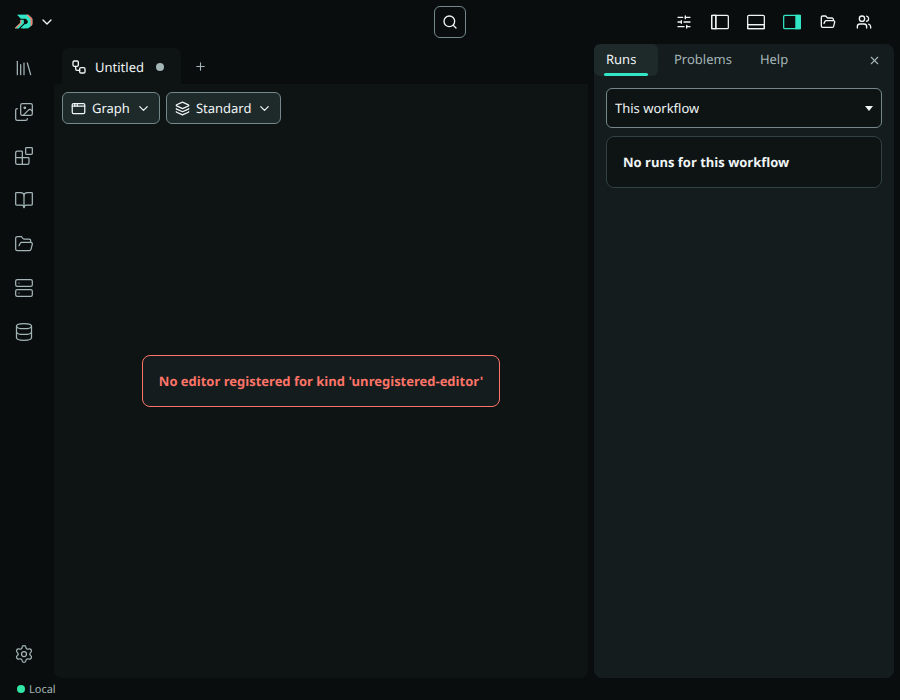 Untitled
Graph
Standard
No editor registered for kind 'unregistered-editor'
Runs
Problems
Help
This workflow
No runs for this workflow
Local